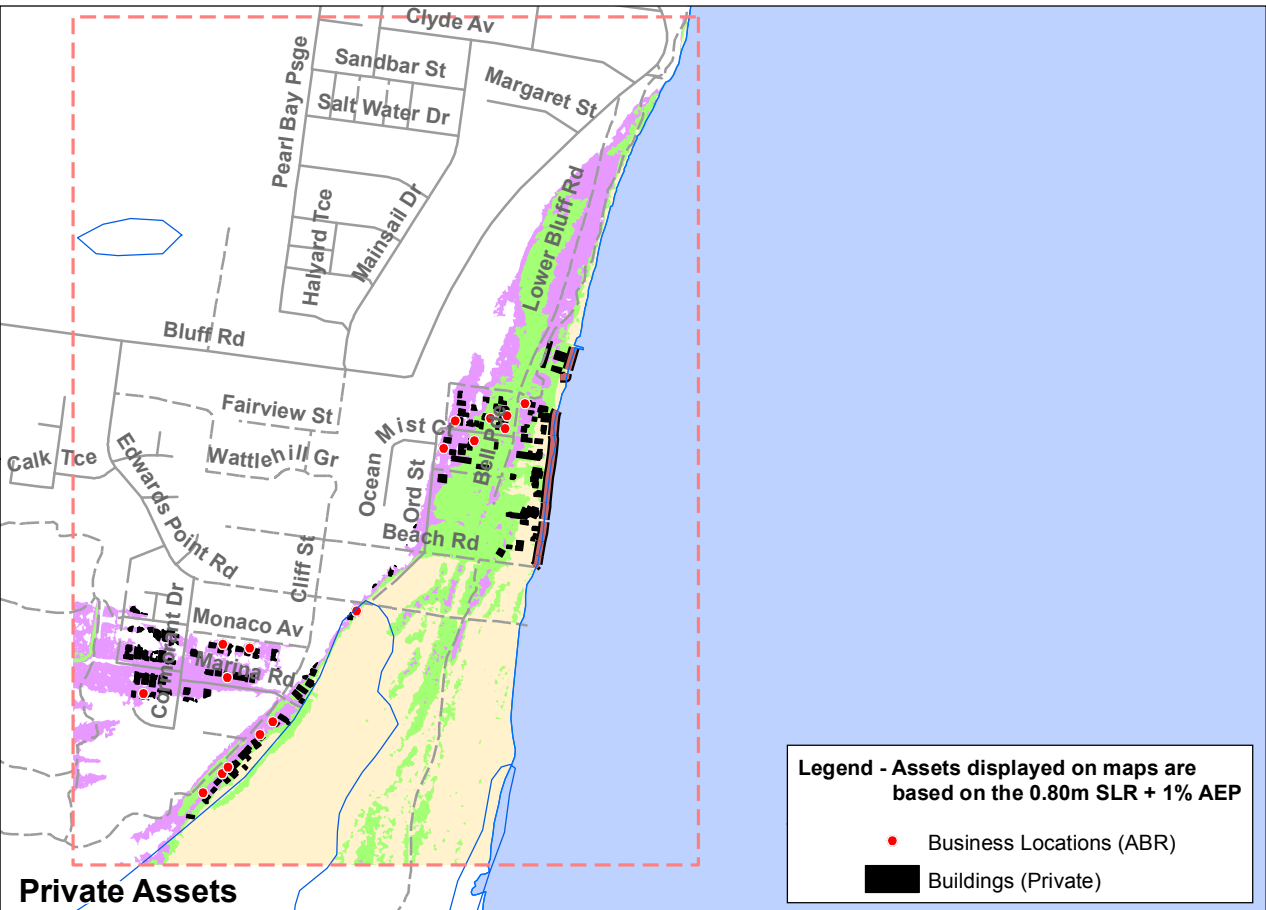 Clyde Av
Sandbar St
Margaret St
Salt Water Dr
Pearl Bay Psge
Halyard Tce
Mainsail Dr
Lower Bluff Rd
Bluff Rd
Fairview St
Mist Ct
Ocean
Bell Pde
Calk Tce
Wattlehill Gr
Edwards Point Rd
Ord St
Beach Rd
Cliff St
Monaco Av
Cormorant Dr
Marina Rd
Legend - Assets displayed on maps are
based on the 0.80m SLR + 1% AEP
Business Locations (ABR)
Buildings (Private)
Private Assets